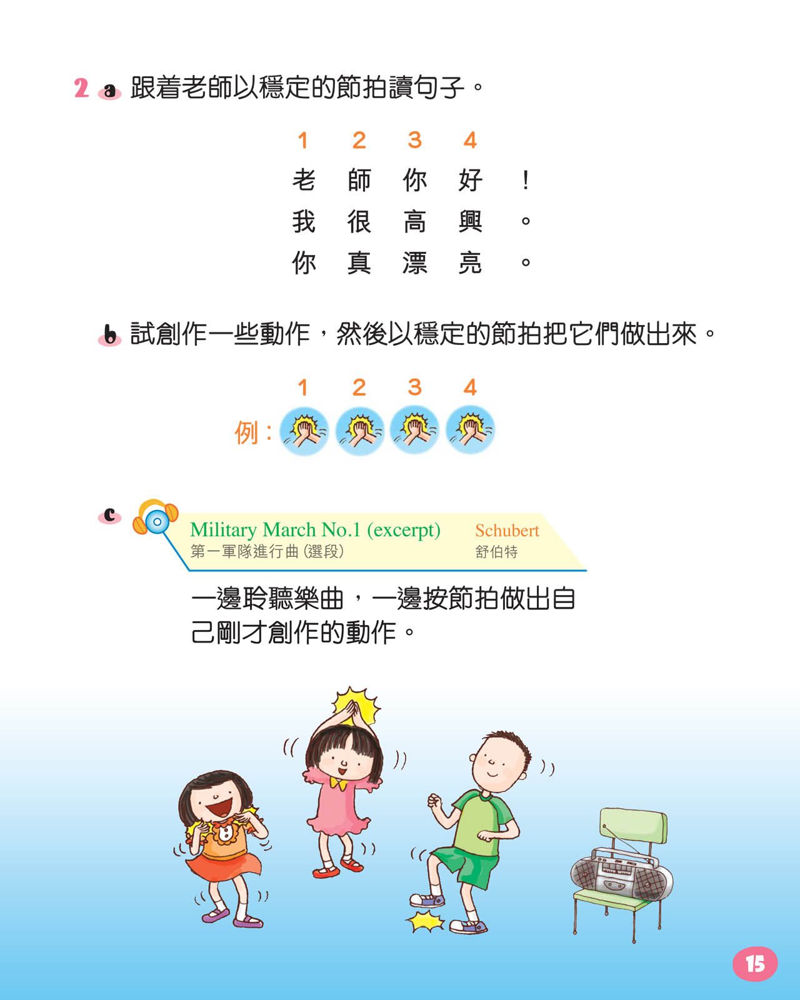 2 a 跟着老師以穩定的節拍讀句子。
1 2 3 4
老 師 你 好 !
我 很 高 興 。
你 真 漂 亮 。
b 試創作一些動作,然後以穩定的節拍把它們做出來。
1 2 3 4
例:
c
Military March No.1 (excerpt) Schubert
第一軍隊進行曲(選段) 舒伯特
一邊聆聽樂曲,一邊按節拍做出自
己剛才創作的動作。
15